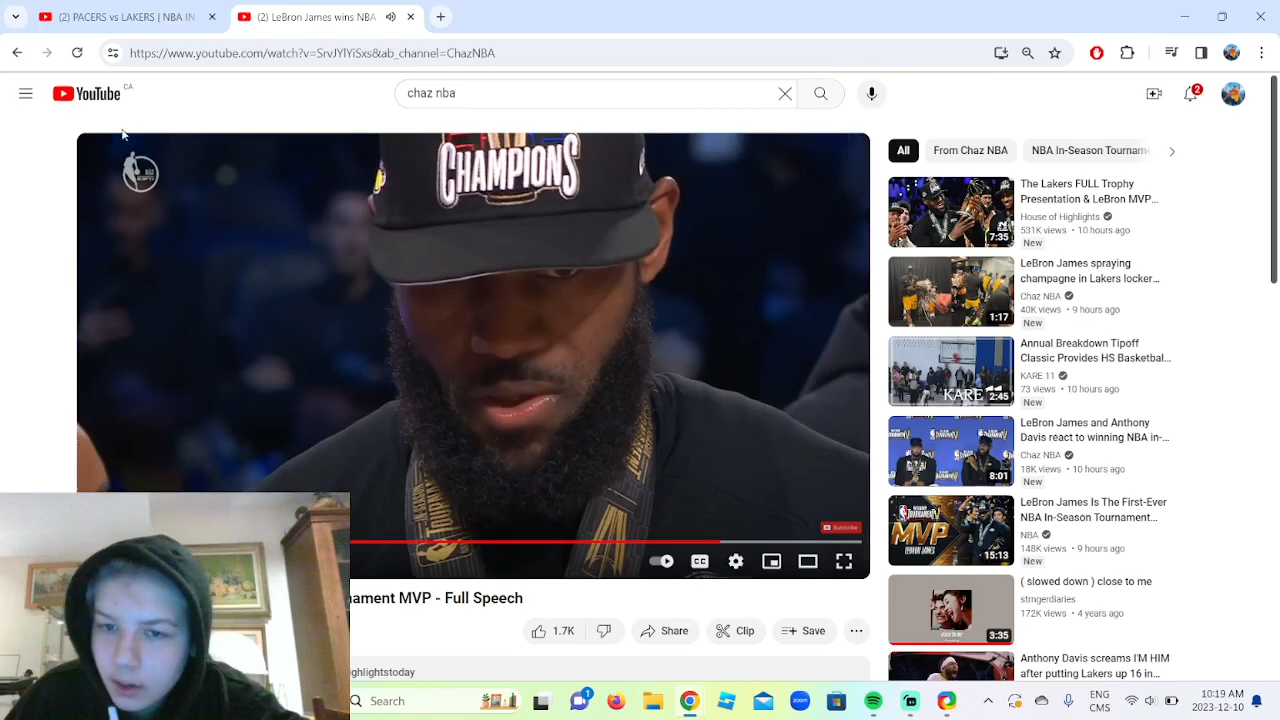 (2) PACERS vs LAKERS | NBA IN
(2) LeBron James NBA
https://www.youtube.com/watch?v=SrvJYlYiSxs&ab_channel=ChazNBA
YouTube CA
chaz nba
2
CHAMPIONS
Subscribe
ament MVP - Full Speech
1.7K
Share
Clip
Save
All
From Chaz NBA
NBA In-Season Tourname
The Lakers FULL Trophy
Presentation & LeBron MVP...
House of Highlights
531K views • 10 hours ago
New
7:35
LeBron James spraying
champagne in Lakers locker...
Chaz NBA
40K views • 9 hours ago
New
1:17
Annual Breakdown Tipoff
Classic Provides HS Basketbal...
KARE 11
73 views • 10 hours ago
New
KARE
2:45
LeBron James and Anthony
Davis react to winning NBA in-...
Chaz NBA
18K views • 10 hours ago
New
8:01
LeBron James Is The First-Ever
NBA In-Season Tournament...
NBA
148K views • 9 hours ago
New
MVP
LEBRON JAMES
15:13
( slowed down ) close to me
strngerdiaries
172K views • 4 years ago
3:35
Anthony Davis screams I'M HIM
after putting Lakers up 16 in...
Search
1
zoom
ENG
CMS
10:19 AM
2023-12-10